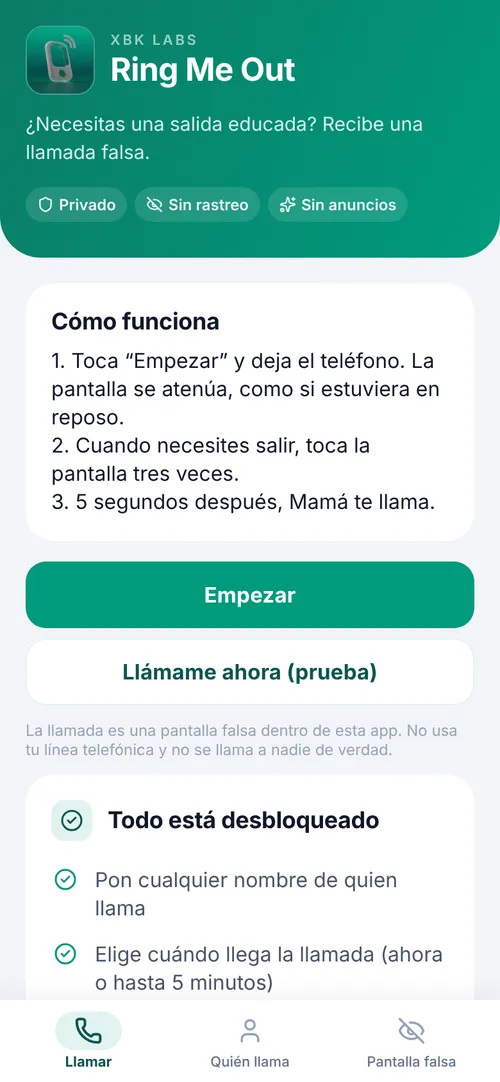 XBK LABS
Ring Me Out
¿Necesitas una salida educada? Recibe una
llamada falsa.
Privado
Sin rastreo
Sin anuncios
Cómo funciona
1. Toca “Empezar” y deja el teléfono. La
pantalla se atenúa, como si estuviera en
reposo.
2. Cuando necesites salir, toca la
pantalla tres veces.
3. 5 segundos después, Mamá te llama.
Empezar
Llámame ahora (prueba)
La llamada es una pantalla falsa dentro de esta app. No usa
tu línea telefónica y no se llama a nadie de verdad.
Todo está desbloqueado
Pon cualquier nombre de quien
llama
Elige cuándo llega la llamada (ahora
o hasta 5 minutos)
Llamar
Quién llama
Pantalla falsa